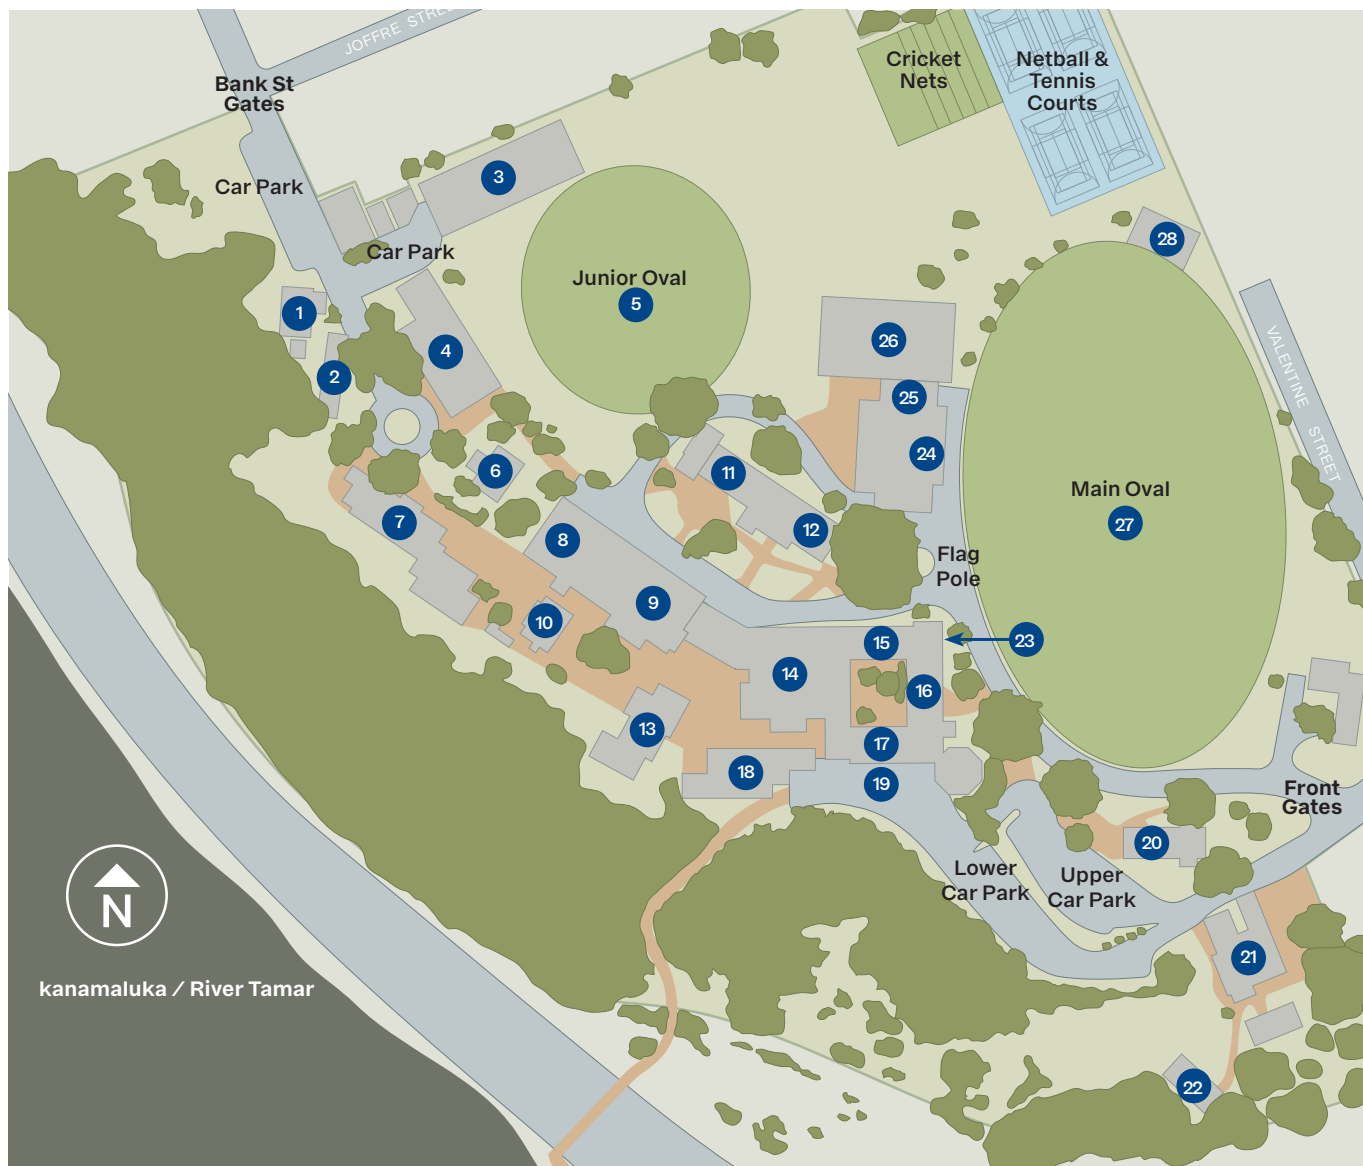 JOFFRE STREET
Bank St
Gates
Cricket
Nets
Netball &
Tennis
Courts
Car Park
3
Car Park
28
Junior Oval
5
1
26
4
2
25
VALENTINE STREET
24
6
11
Main Oval
27
7
12
8
Flag
Pole
9
10
23
15
14
16
13
17
18
19
Front
Gates
20
Lower
Car Park
Upper
Car Park
N
21
kanamaluka / River Tamar
22